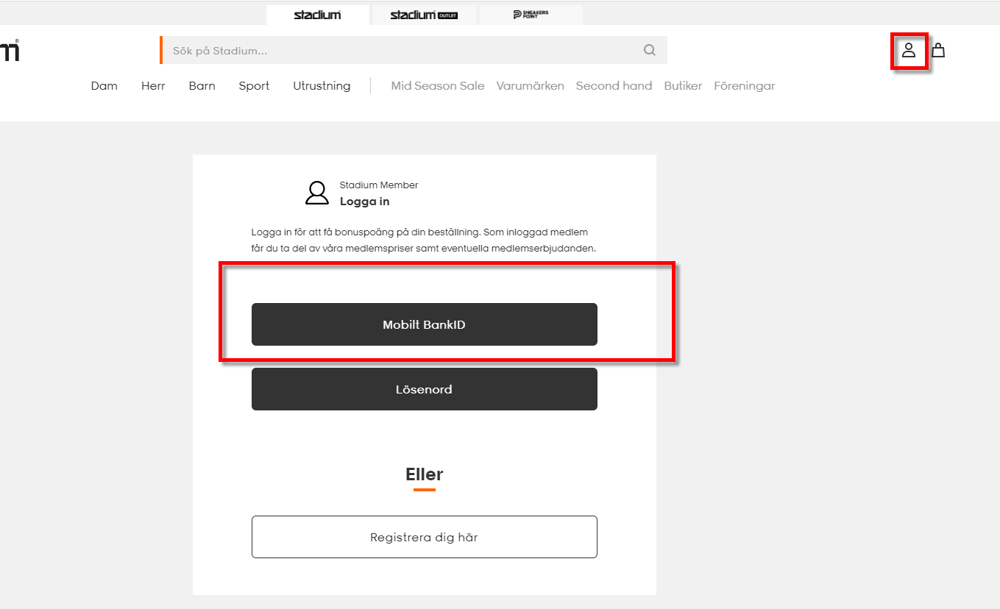 stadium
stadium OUTLET
SNEAKERS
POINT
m
Sök på Stadium...
Dam Herr Barn Sport Utrustning Mid Season Sale Varumärken Second hand Butiker Föreningar
Stadium Member
Logga in
Logga in för att få bonuspoäng på din beställning. Som inloggad medlem
får du ta del av våra medlemspriser samt eventuella medlemserbjudanden.
Mobilt BankID
Lösenord
Eller
Registrera dig här